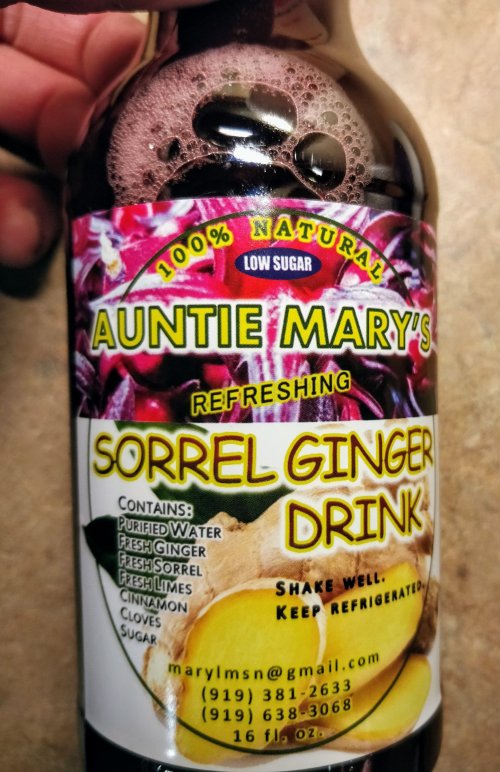 100% NATURAL
LOW SUGAR
AUNTIE MARY'S
REFRESHING
SORREL GINGER
DRINK
CONTAINS:
PURIFIED WATER
FRESH GINGER
FRESH SORREL
FRESH LIMES
CINNAMON
CLOVES
SUGAR
SHAKE WELL.
KEEP REFRIGERATED.
marylmsn@gmail.com
(919) 381-2633
(919) 638-3068
16 fl. oz.